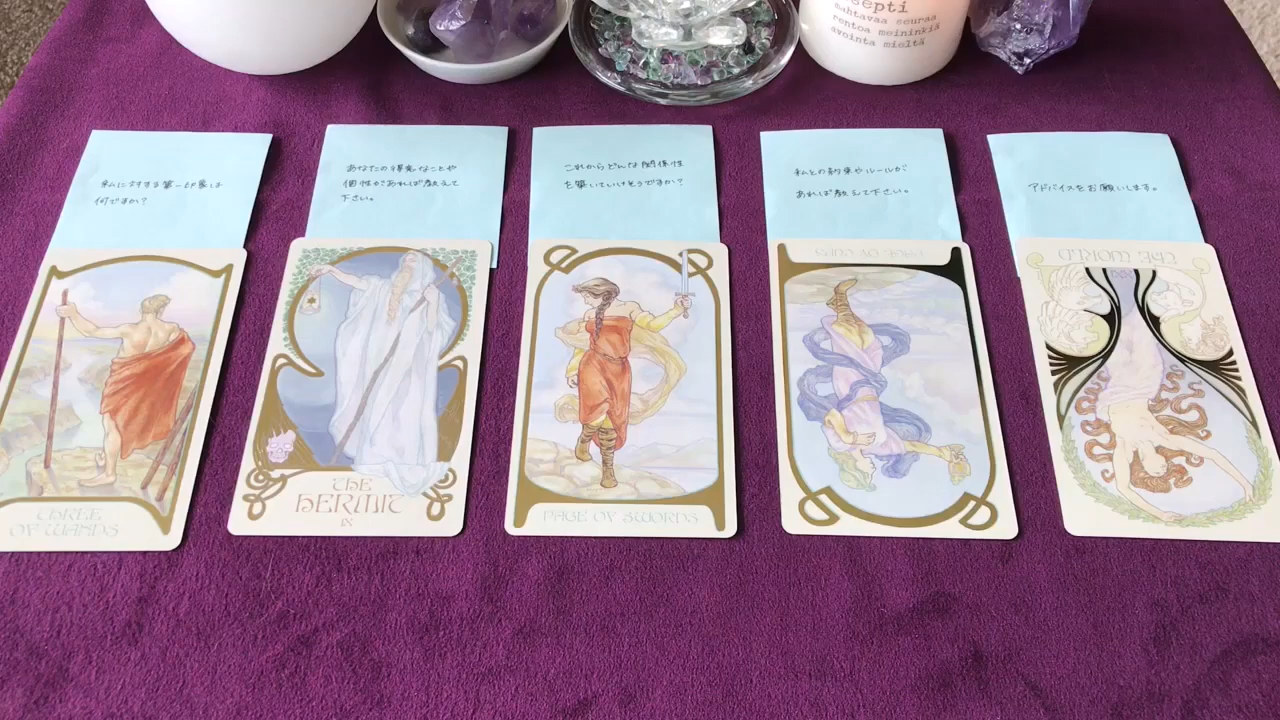 septi
mahtavaa seuraa
rentoa meininkiä
avointa mieltä
私に対する第一印象は
何ですか?
あなたの得意なことや
個性があれば教えて
下さい。
これからどんな関係性
を築いていけそうですか?
私との約束やルールが
あれば教えて下さい。
アドバイスをお願いします。
THREE
OF WANDS
THE
HERMIT
IX
PAGE OF SWORDS
PAGE OF CUPS
THE WORLD
XXI